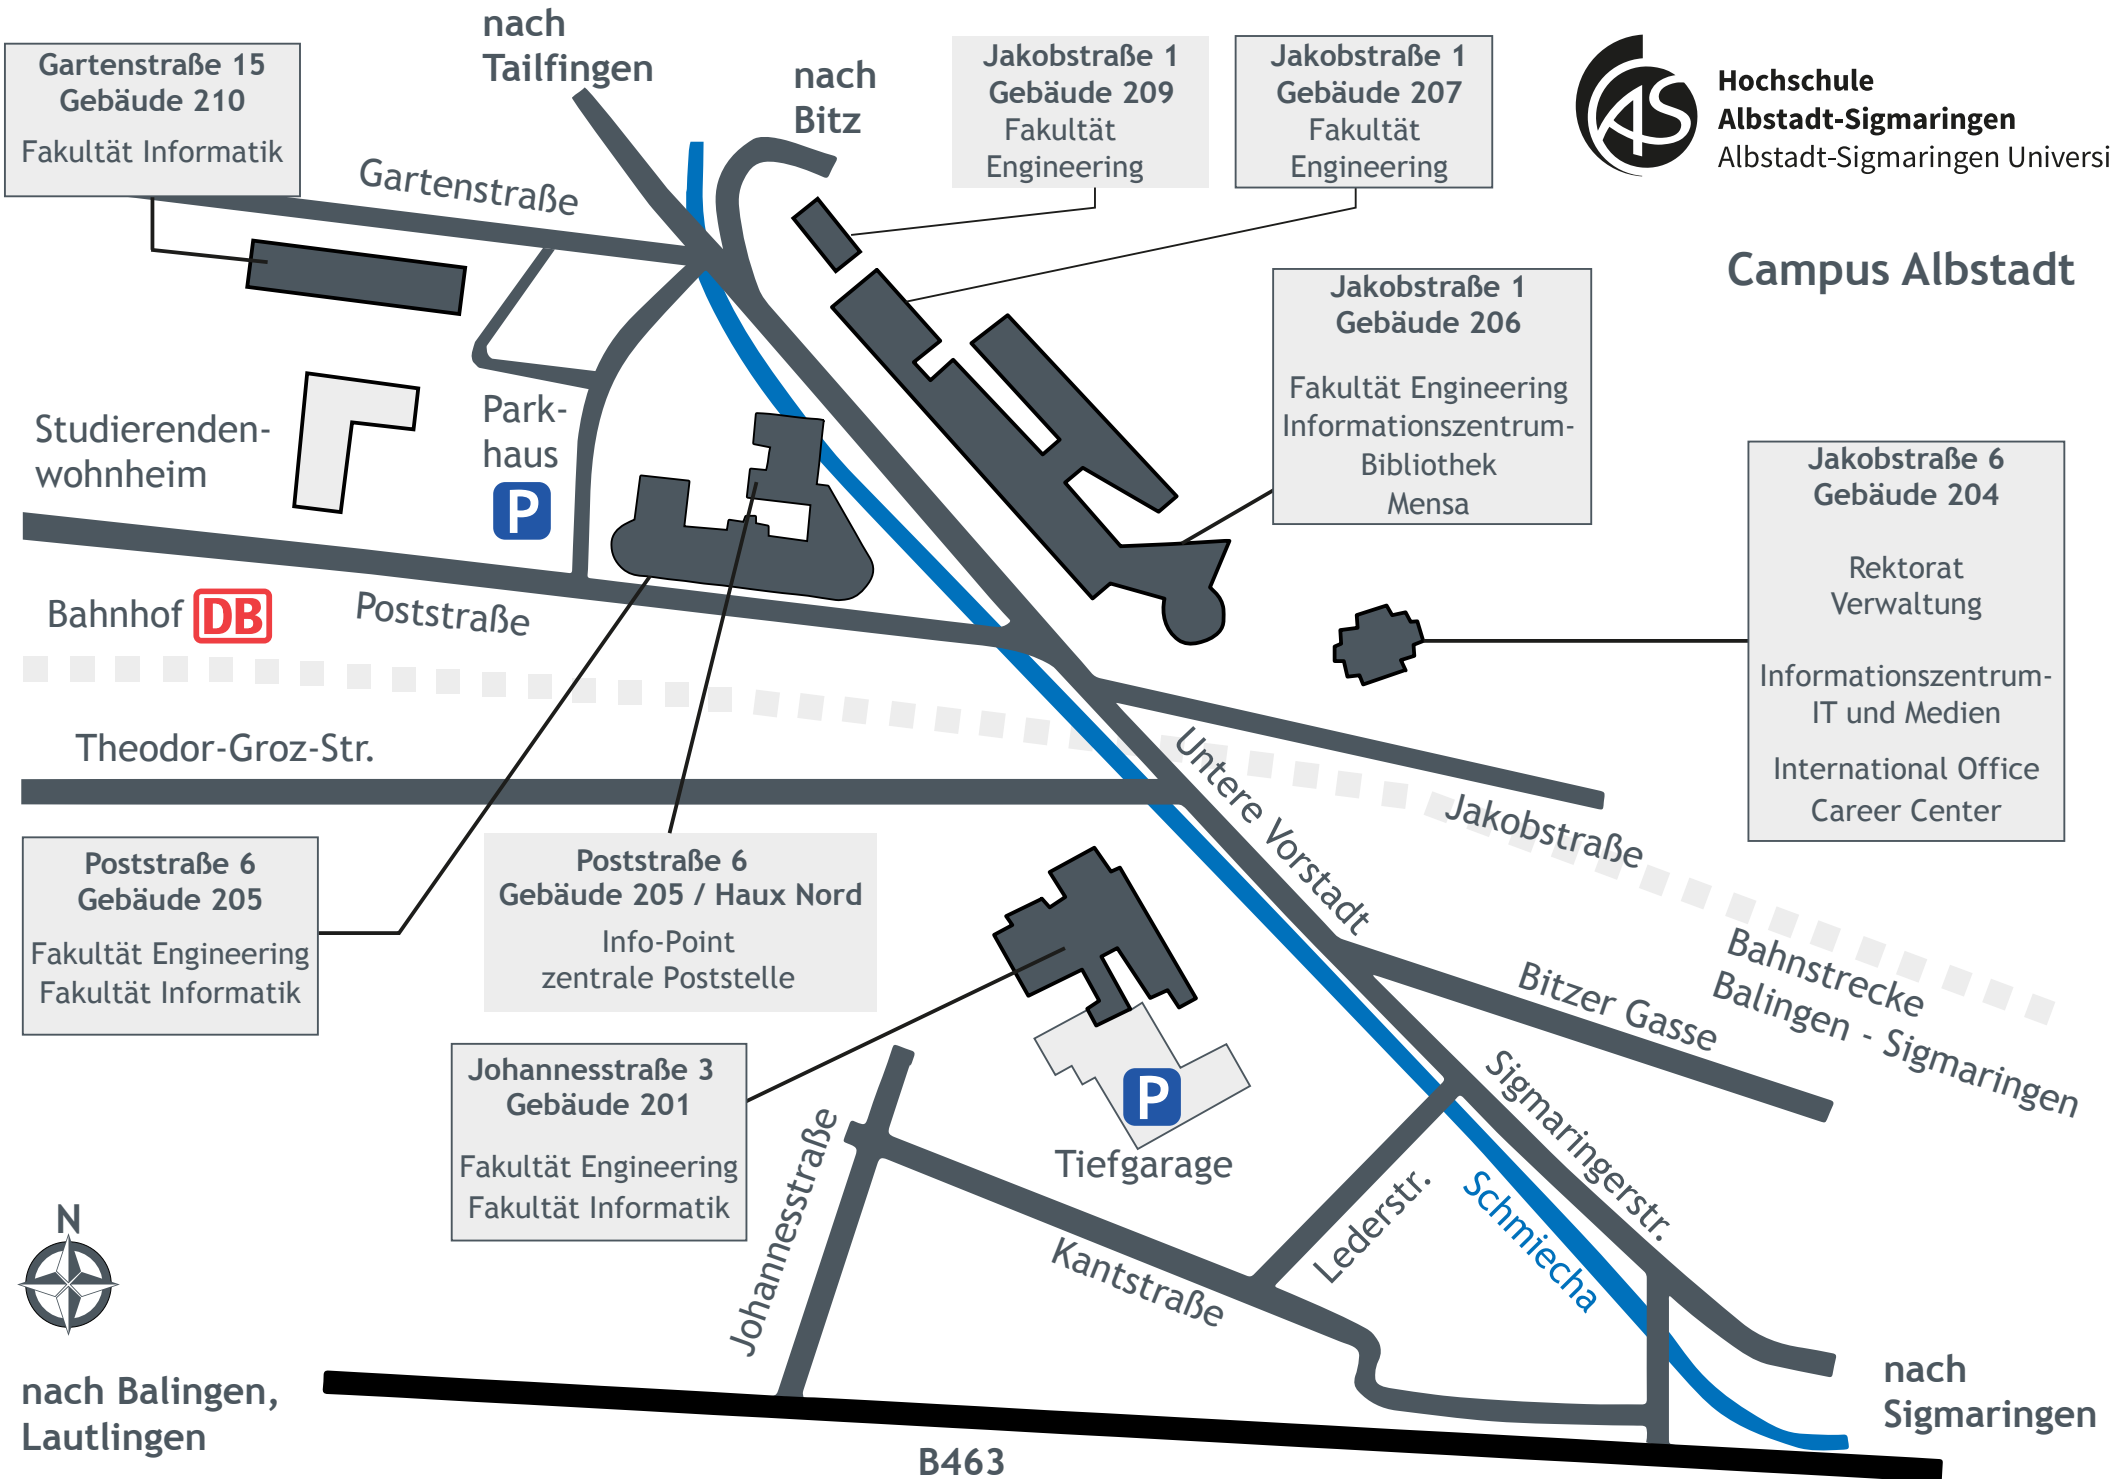 nach
Tailfingen
nach
Bitz
Gartenstraße 15
Gebäude 210
Fakultät Informatik
Gartenstraße
Jakobstraße 1
Gebäude 209
Fakultät
Engineering
Jakobstraße 1
Gebäude 207
Fakultät
Engineering
AS
Hochschule
Albstadt-Sigmaringen
Albstadt-Sigmaringen Universi
Campus Albstadt
Jakobstraße 1
Gebäude 206
Fakultät Engineering
Informationszentrum-
Bibliothek
Mensa
Studierenden-
wohnheim
Park-
haus
P
Jakobstraße 6
Gebäude 204
Rektorat
Verwaltung
Informationszentrum-
IT und Medien
International Office
Career Center
Bahnhof DB
Poststraße
Theodor-Groz-Str.
Untere Vorstadt
Jakobstraße
Poststraße 6
Gebäude 205
Fakultät Engineering
Fakultät Informatik
Poststraße 6
Gebäude 205 / Haux Nord
Info-Point
zentrale Poststelle
Bahnstrecke
Balingen - Sigmaringen
Bitzer Gasse
Johannesstraße 3
Gebäude 201
Fakultät Engineering
Fakultät Informatik
P
Tiefgarage
Sigmaringerstr.
Schmiecha
Lederstr.
Kantstraße
Johannesstraße
N
nach Balingen,
Lautlingen
B463
nach
Sigmaringen